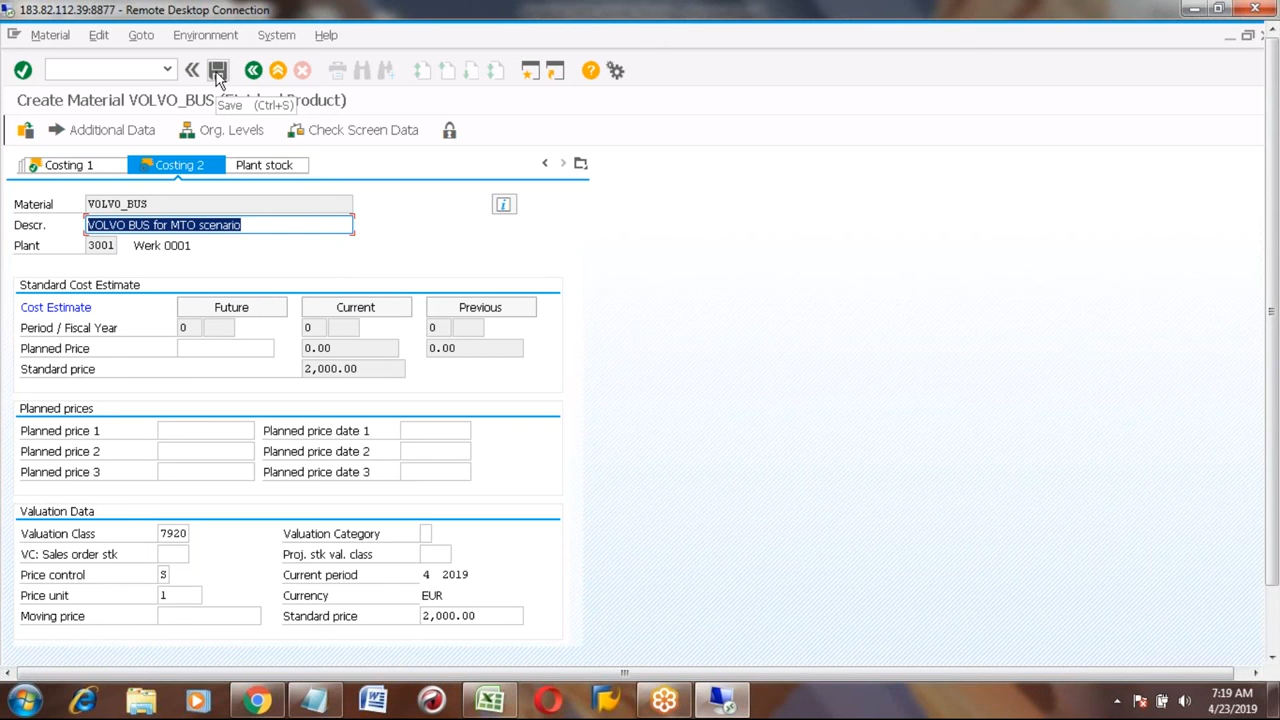 183.82.112.39:8877 - Remote Desktop Connection
Material Edit Goto Environment System Help
Create Material VOLVO_BUS (Finished Product)
Save (Ctrl+S)
Additional Data Org. Levels Check Screen Data
Costing 1 Costing 2 Plant stock
Material VOLVO_BUS
Descr. VOLVO BUS for MTO scenario
Plant 3001 Werk 0001
Standard Cost Estimate
Cost Estimate Future Current Previous
Period / Fiscal Year 0 0 0
Planned Price 0.00 0.00
Standard price 2,000.00
Planned prices
Planned price 1 Planned price date 1
Planned price 2 Planned price date 2
Planned price 3 Planned price date 3
Valuation Data
Valuation Class 7920 Valuation Category
VC: Sales order stk Proj. stk val. class
Price control S Current period 4 2019
Price unit 1 Currency EUR
Moving price Standard price 2,000.00
7:19 AM
4/23/2019